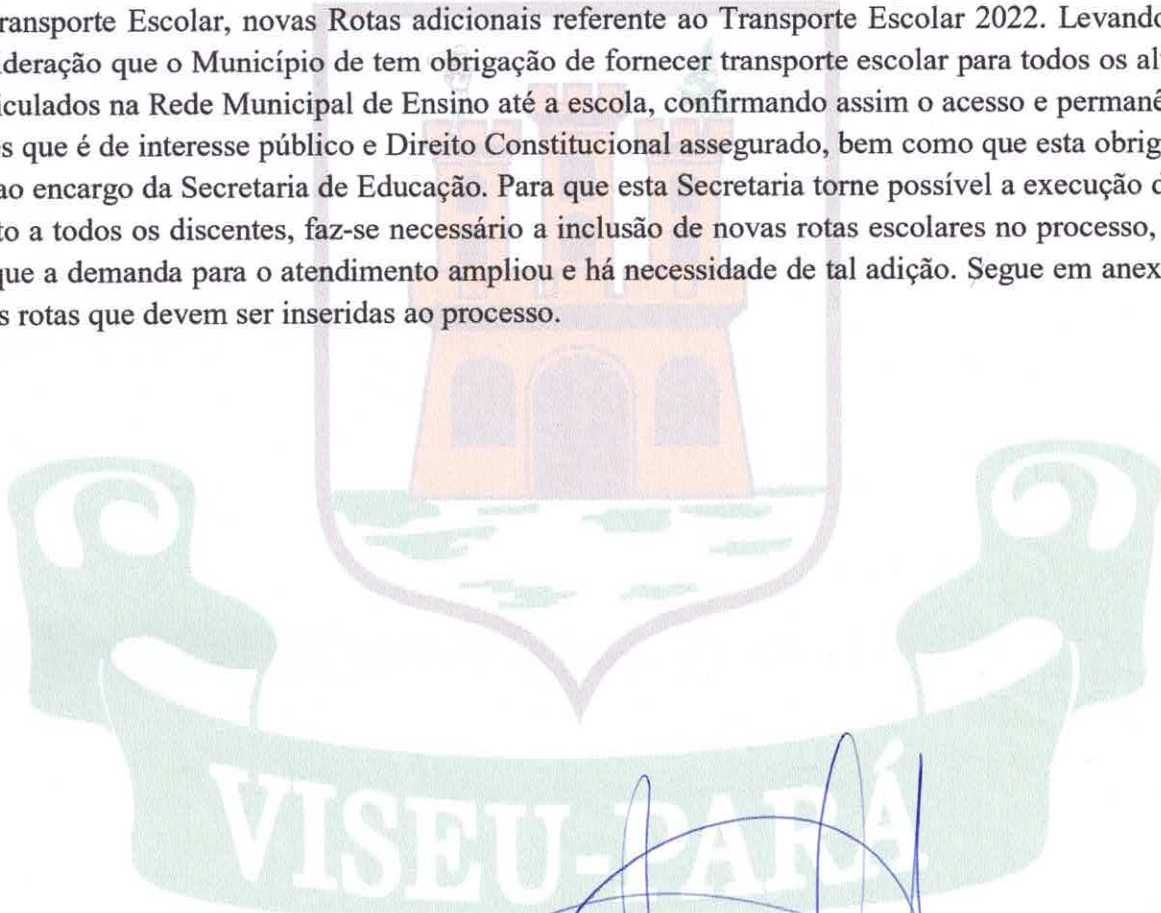 ransporte Escolar, novas Rotas adicionais referente ao Transporte Escolar 2022. Levando
ideração que o Município de tem obrigação de fornecer transporte escolar para todos os al
iculados na Rede Municipal de Ensino até a escola, confirmando assim o acesso e permanê
s que é de interesse público e Direito Constitucional assegurado, bem como que esta obrig
ao encargo da Secretaria de Educação. Para que esta Secretaria torne possível a execução d
to a todos os discentes, faz-se necessário a inclusão de novas rotas escolares no processo,
que a demanda para o atendimento ampliou e há necessidade de tal adição. Segue em anex
s rotas que devem ser inseridas ao processo.
VISEU-PARÁ